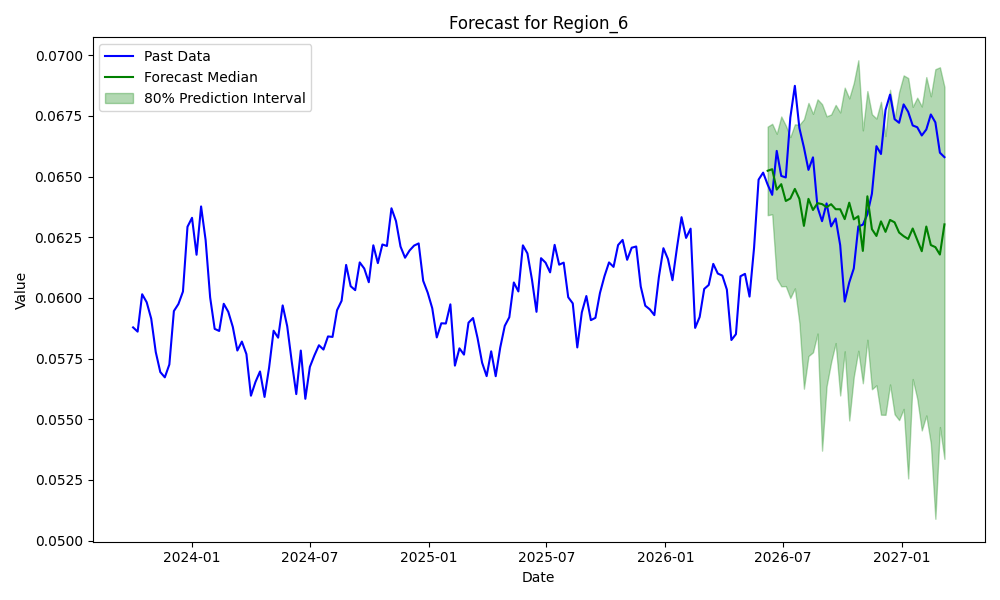 Forecast for Region_6
Past Data
Forecast Median
80% Prediction Interval
Value
0.0700
0.0675
0.0650
0.0625
0.0600
0.0575
0.0550
0.0525
0.0500
2024-01
2024-07
2025-01
2025-07
2026-01
2026-07
2027-01
Date